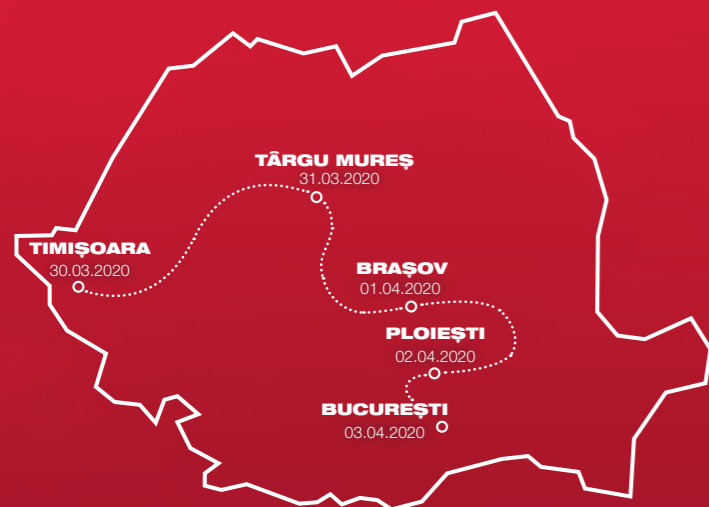 TÂRGU MUREȘ
31.03.2020
TIMIȘOARA
30.03.2020
BRAȘOV
01.04.2020
PLOIEȘTI
02.04.2020
BUCUREȘTI
03.04.2020